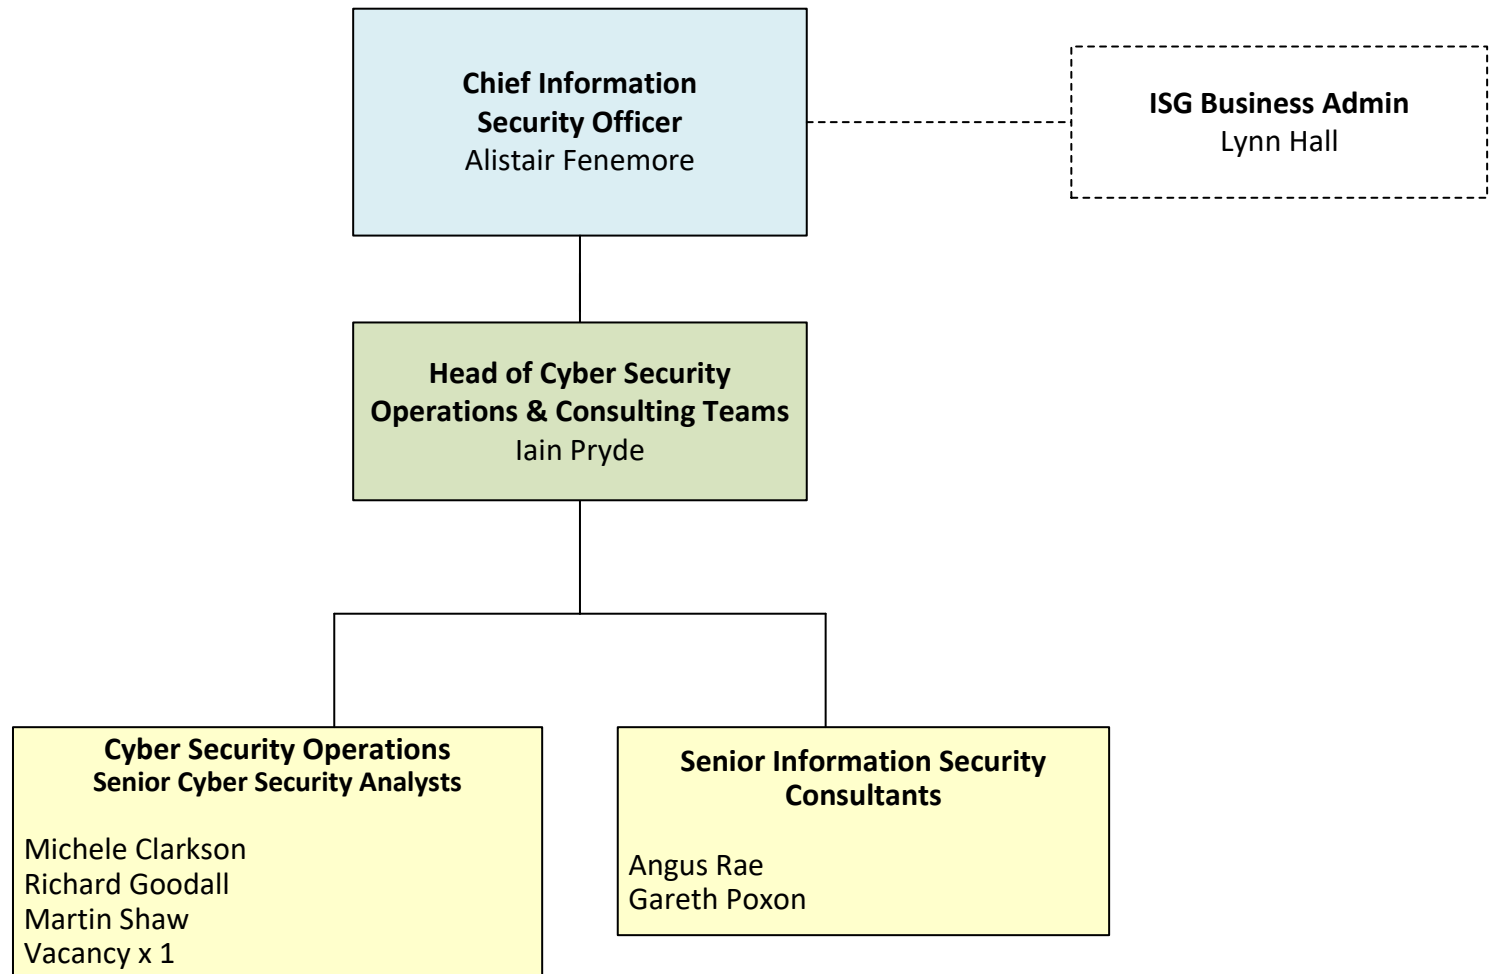 Chief Information
Security Officer
Alistair Fenemore
ISG Business Admin
Lynn Hall
Head of Cyber Security
Operations & Consulting Teams
Iain Pryde
Cyber Security Operations
Senior Cyber Security Analysts
Michele Clarkson
Richard Goodall
Martin Shaw
Vacancy x 1
Senior Information Security
Consultants
Angus Rae
Gareth Poxon